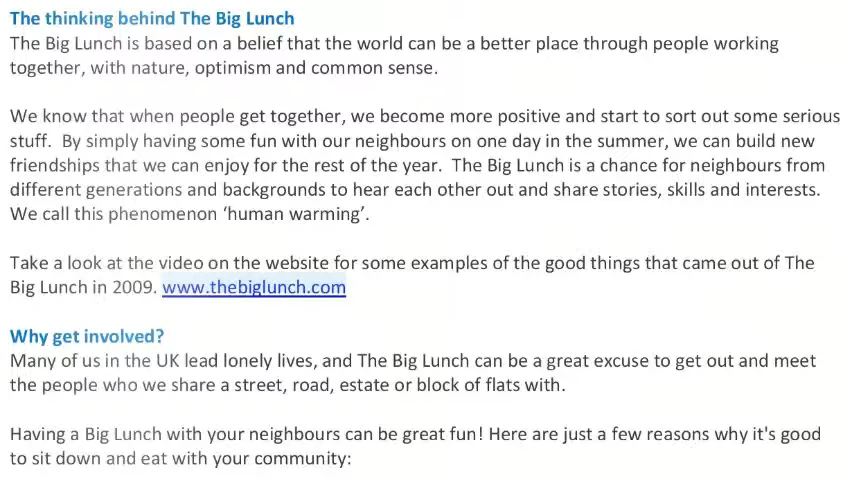 The thinking behind The Big Lunch
The Big Lunch is based on a belief that the world can be a better place through people working
together, with nature, optimism and common sense.
We know that when people get together, we become more positive and start to sort out some serious
stuff.  By simply having some fun with our neighbours on one day in the summer, we can build new
friendships that we can enjoy for the rest of the year.  The Big Lunch is a chance for neighbours from
different generations and backgrounds to hear each other out and share stories, skills and interests.
We call this phenomenon ‘human warming’.
Take a look at the video on the website for some examples of the good things that came out of The
Big Lunch in 2009. www.thebiglunch.com
Why get involved?
Many of us in the UK lead lonely lives, and The Big Lunch can be a great excuse to get out and meet
the people who we share a street, road, estate or block of flats with.
Having a Big Lunch with your neighbours can be great fun! Here are just a few reasons why it's good
to sit down and eat with your community: